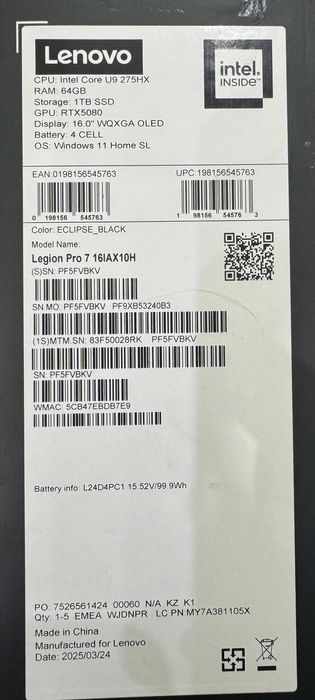 Lenovo
intel.
INSIDE™
CPU: Intel Core U9 275HX
RAM: 64GB
Storage: 1TB SSD
GPU: RTX5080
Display: 16.0" WQXGA OLED
Battery: 4 CELL
OS: Windows 11 Home SL
EAN:0198156545763
UPC:198156545763
0 198156 545763
1 98156 54576 3
Color: ECLIPSE_BLACK
Model Name:
Legion Pro 7 16IAX10H
(S)SN: PF5FVBKV
SN.MO: PF5FVBKV PF9XB53240B3
(1S)MTM.SN: 83F50028RK PF5FVBKV
SN: PF5FVBKV
WMAC: 5CB47EBDB7E9
Battery info: L24D4PC1 15.52V/99.9Wh
PO: 7526561424 00060 N/A KZ K1
Qty: 1-5 EMEA WJDNPR LC PN:MY7A381105X
Made in China
Manufactured for Lenovo
Date: 2025/03/24